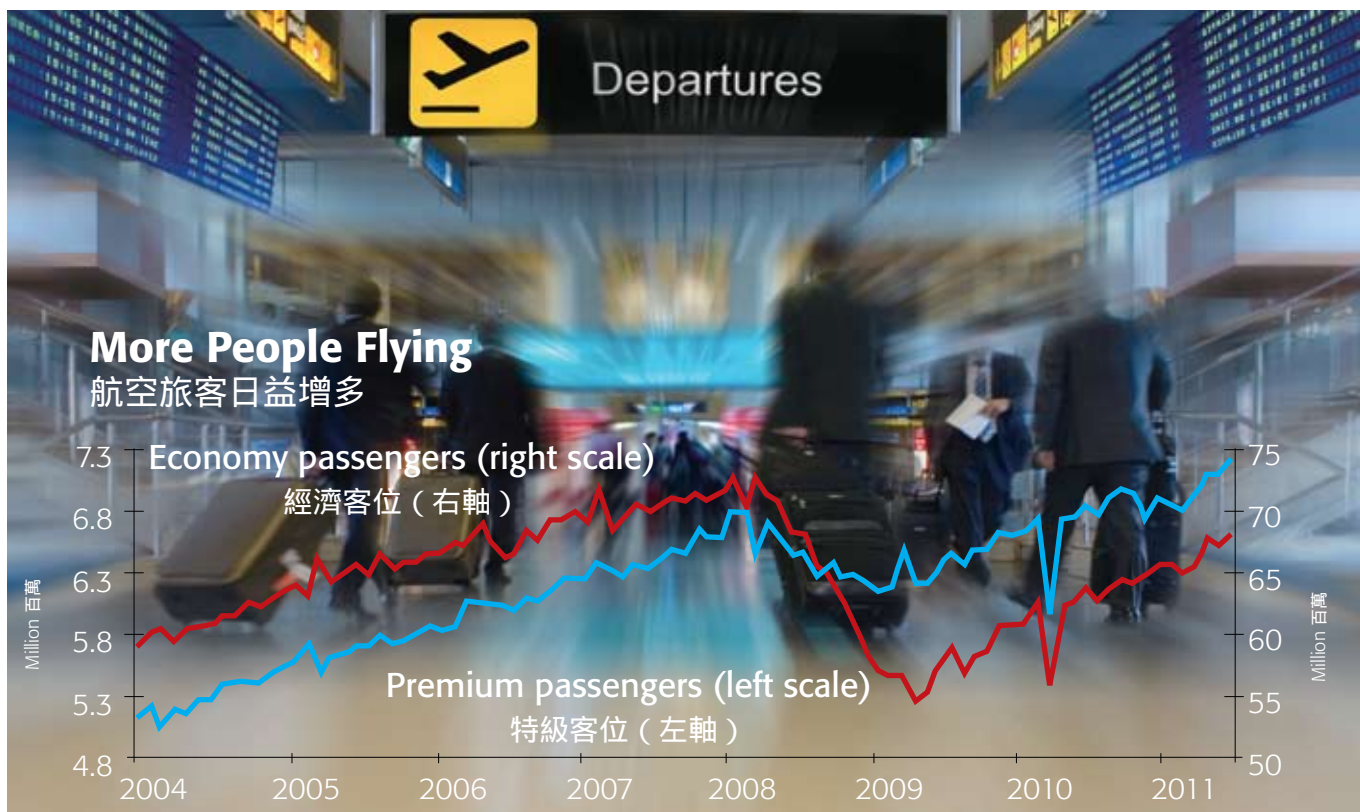 Departures
More People Flying
航空旅客日益增多
Economy passengers (right scale)
經濟客位（右軸）
Premium passengers (left scale)
特級客位（左軸）
Million 百萬
7.3
6.8
6.3
5.8
5.3
4.8
75
70
65
60
55
50
Million 百萬
2004 2005 2006 2007 2008 2009 2010 2011